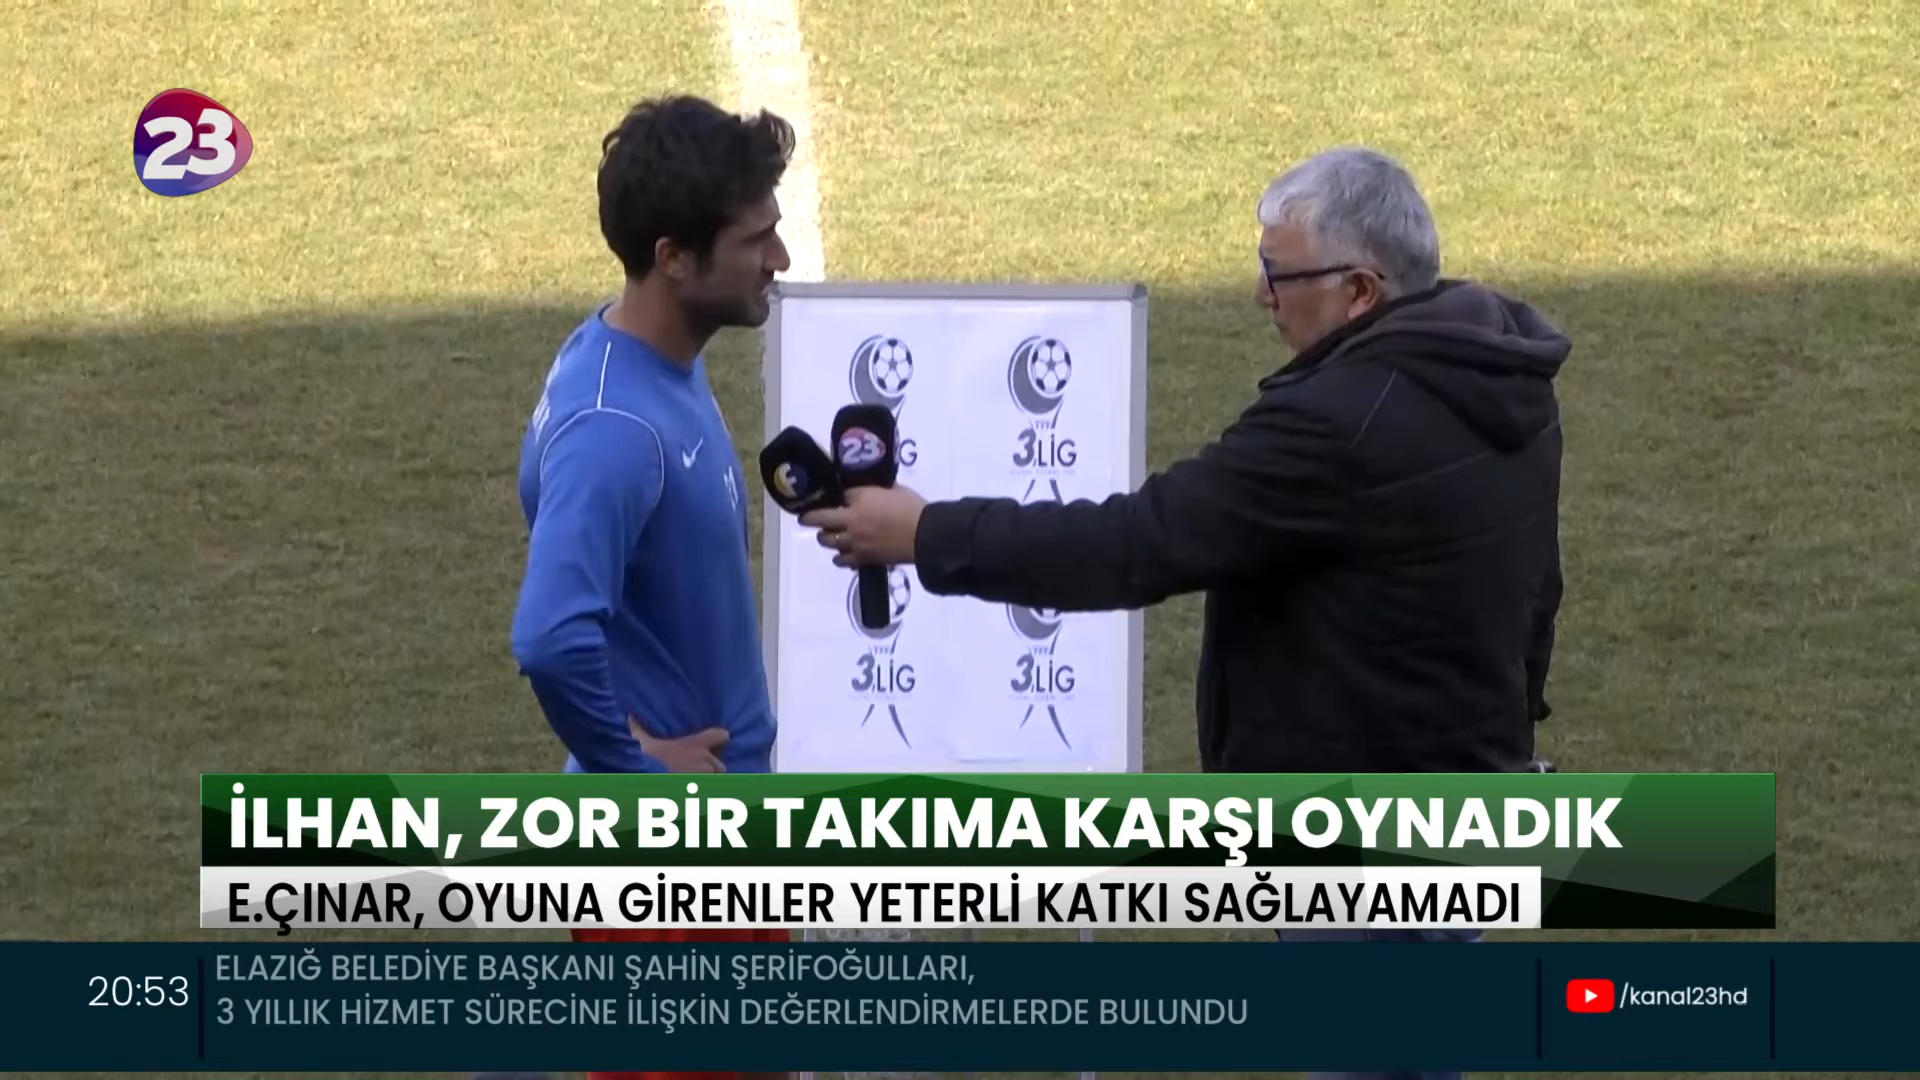 23
23
F
3.LİG
LİG
3.LİG
3.LİG
İLHAN, ZOR BİR TAKIMA KARŞI OYNADIK
E.ÇINAR, OYUNA GİRENLER YETERLİ KATKI SAĞLAYAMADI
20:53
ELAZIĞ BELEDİYE BAŞKANI ŞAHİN ŞERİFOĞULLARI,
3 YILLIK HİZMET SÜRECİNE İLİŞKİN DEĞERLENDİRMELERDE BULUNDU
/kanal23hd